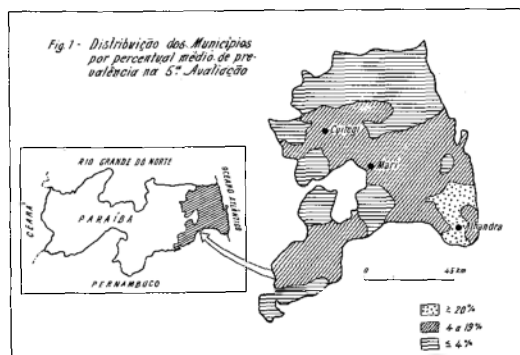 Fig. 1 - Distribuição dos Municípios
por percentual médio de pre-
valência na 5ª Avaliação
Cuitegi
Mari
Alhandra
RIO GRANDE DO NORTE
OCEANO ATLÂNTICO
CEARÁ
PARAÍBA
PERNAMBUCO
0 45 km
≥ 20%
4 a 19%
≤ 4%